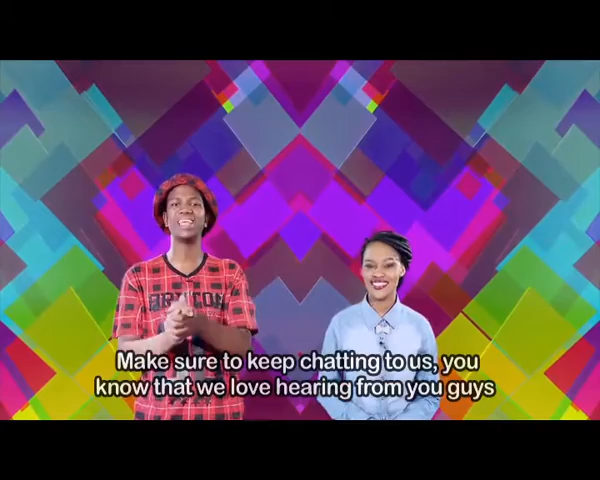 Make sure to keep chatting to us, you
know that we love hearing from you guys